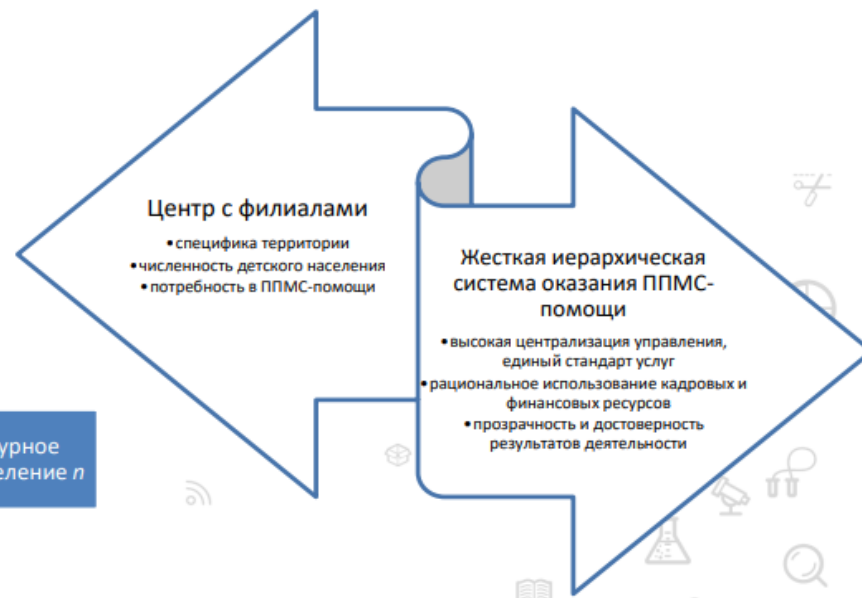 Центр с филиалами
•специфика территории
•численность детского населения
•потребность в ППМС-помощи
Жесткая иерархическая
система оказания ППМС-
помощи
•высокая централизация управления,
единый стандарт услуг
•рациональное использование кадровых и
финансовых ресурсов
•прозрачность и достоверность
результатов деятельности
урное
еление n